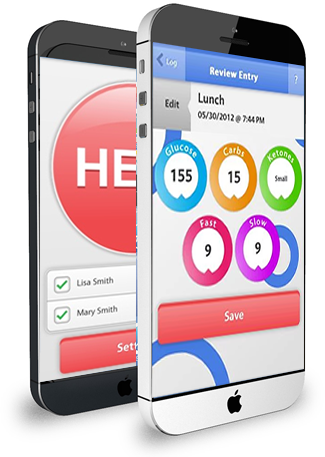 Log
Review Entry
?
Edit
Lunch
05/30/2012 @ 7:44 PM
Glucose
155
Carbs
15
Ketones
Small
Fast
9
Slow
9
Save
HE
Lisa Smith
Mary Smith
Sett